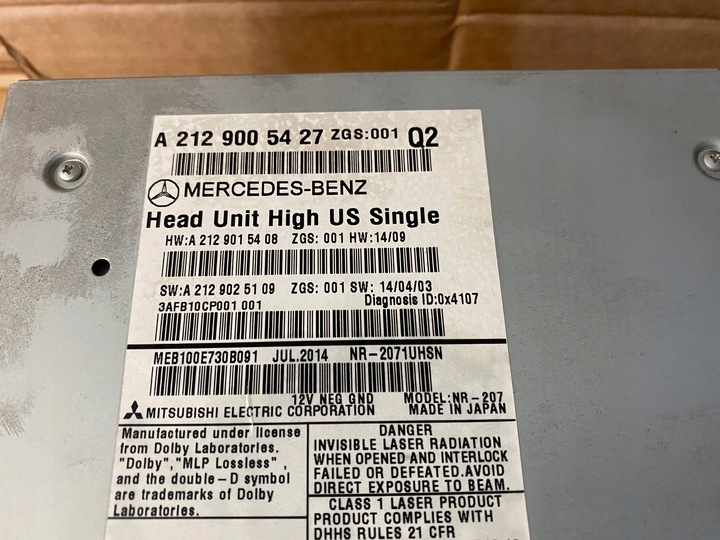 A 212 900 54 27 ZGS:001 Q2
MERCEDES-BENZ
Head Unit High US Single
HW:A 212 901 54 08 ZGS: 001 HW:14/09
SW:A 212 902 51 09 ZGS: 001 SW: 14/04/03
3AFB10CP001 001 Diagnosis ID:0x4107
MEB100E730B091 JUL.2014 NR-2071UHSN
12V NEG GND MODEL:NR-207
MITSUBISHI ELECTRIC CORPORATION MADE IN JAPAN
Manufactured under license
from Dolby Laboratories.
"Dolby","MLP Lossless",
and the double-D symbol
are trademarks of Dolby
Laboratories.
DANGER
INVISIBLE LASER RADIATION
WHEN OPENED AND INTERLOCK
FAILED OR DEFEATED.AVOID
DIRECT EXPOSURE TO BEAM.
CLASS 1 LASER PRODUCT
PRODUCT COMPLIES WITH
DHHS RULES 21 CFR